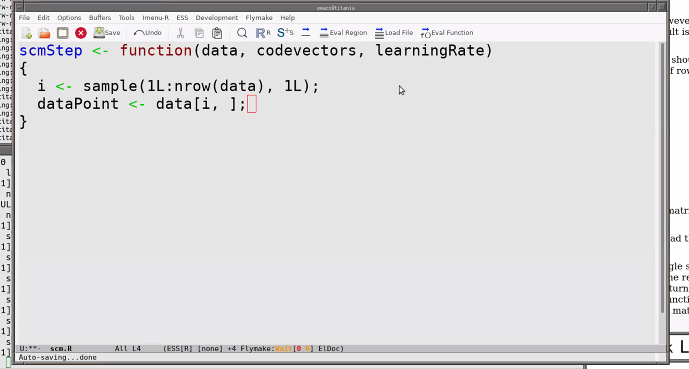 emacs@titania
File Edit Options Buffers Tools Imenu-R ESS Development Flymake Help
Save Undo R S Eval Region Load File Eval Function
scmStep <- function(data, codevectors, learningRate)
{
i <- sample(1L:nrow(data), 1L);
dataPoint <- data[i, ];
}
U:**- scm.R All L4 (ESS[R] [none] +4 Flymake:Wait[0 0] ElDoc)
Auto-saving...done